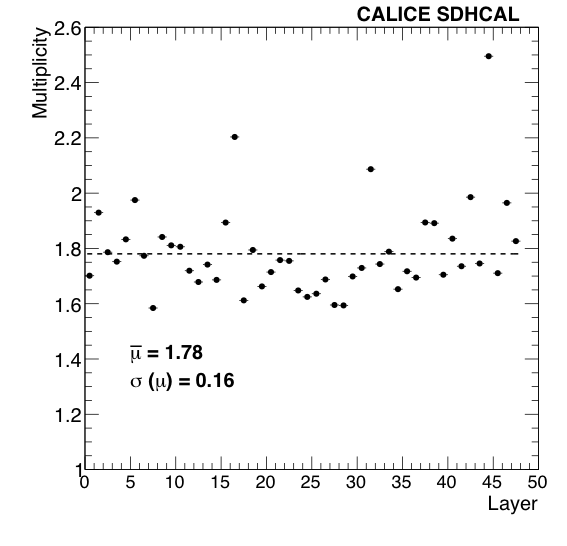 CALICE SDHCAL
Multiplicity
2.6
2.4
2.2
2
1.8
1.6
1.4
1.2
1
μ̅ = 1.78
σ (μ) = 0.16
0 5 10 15 20 25 30 35 40 45 50
Layer